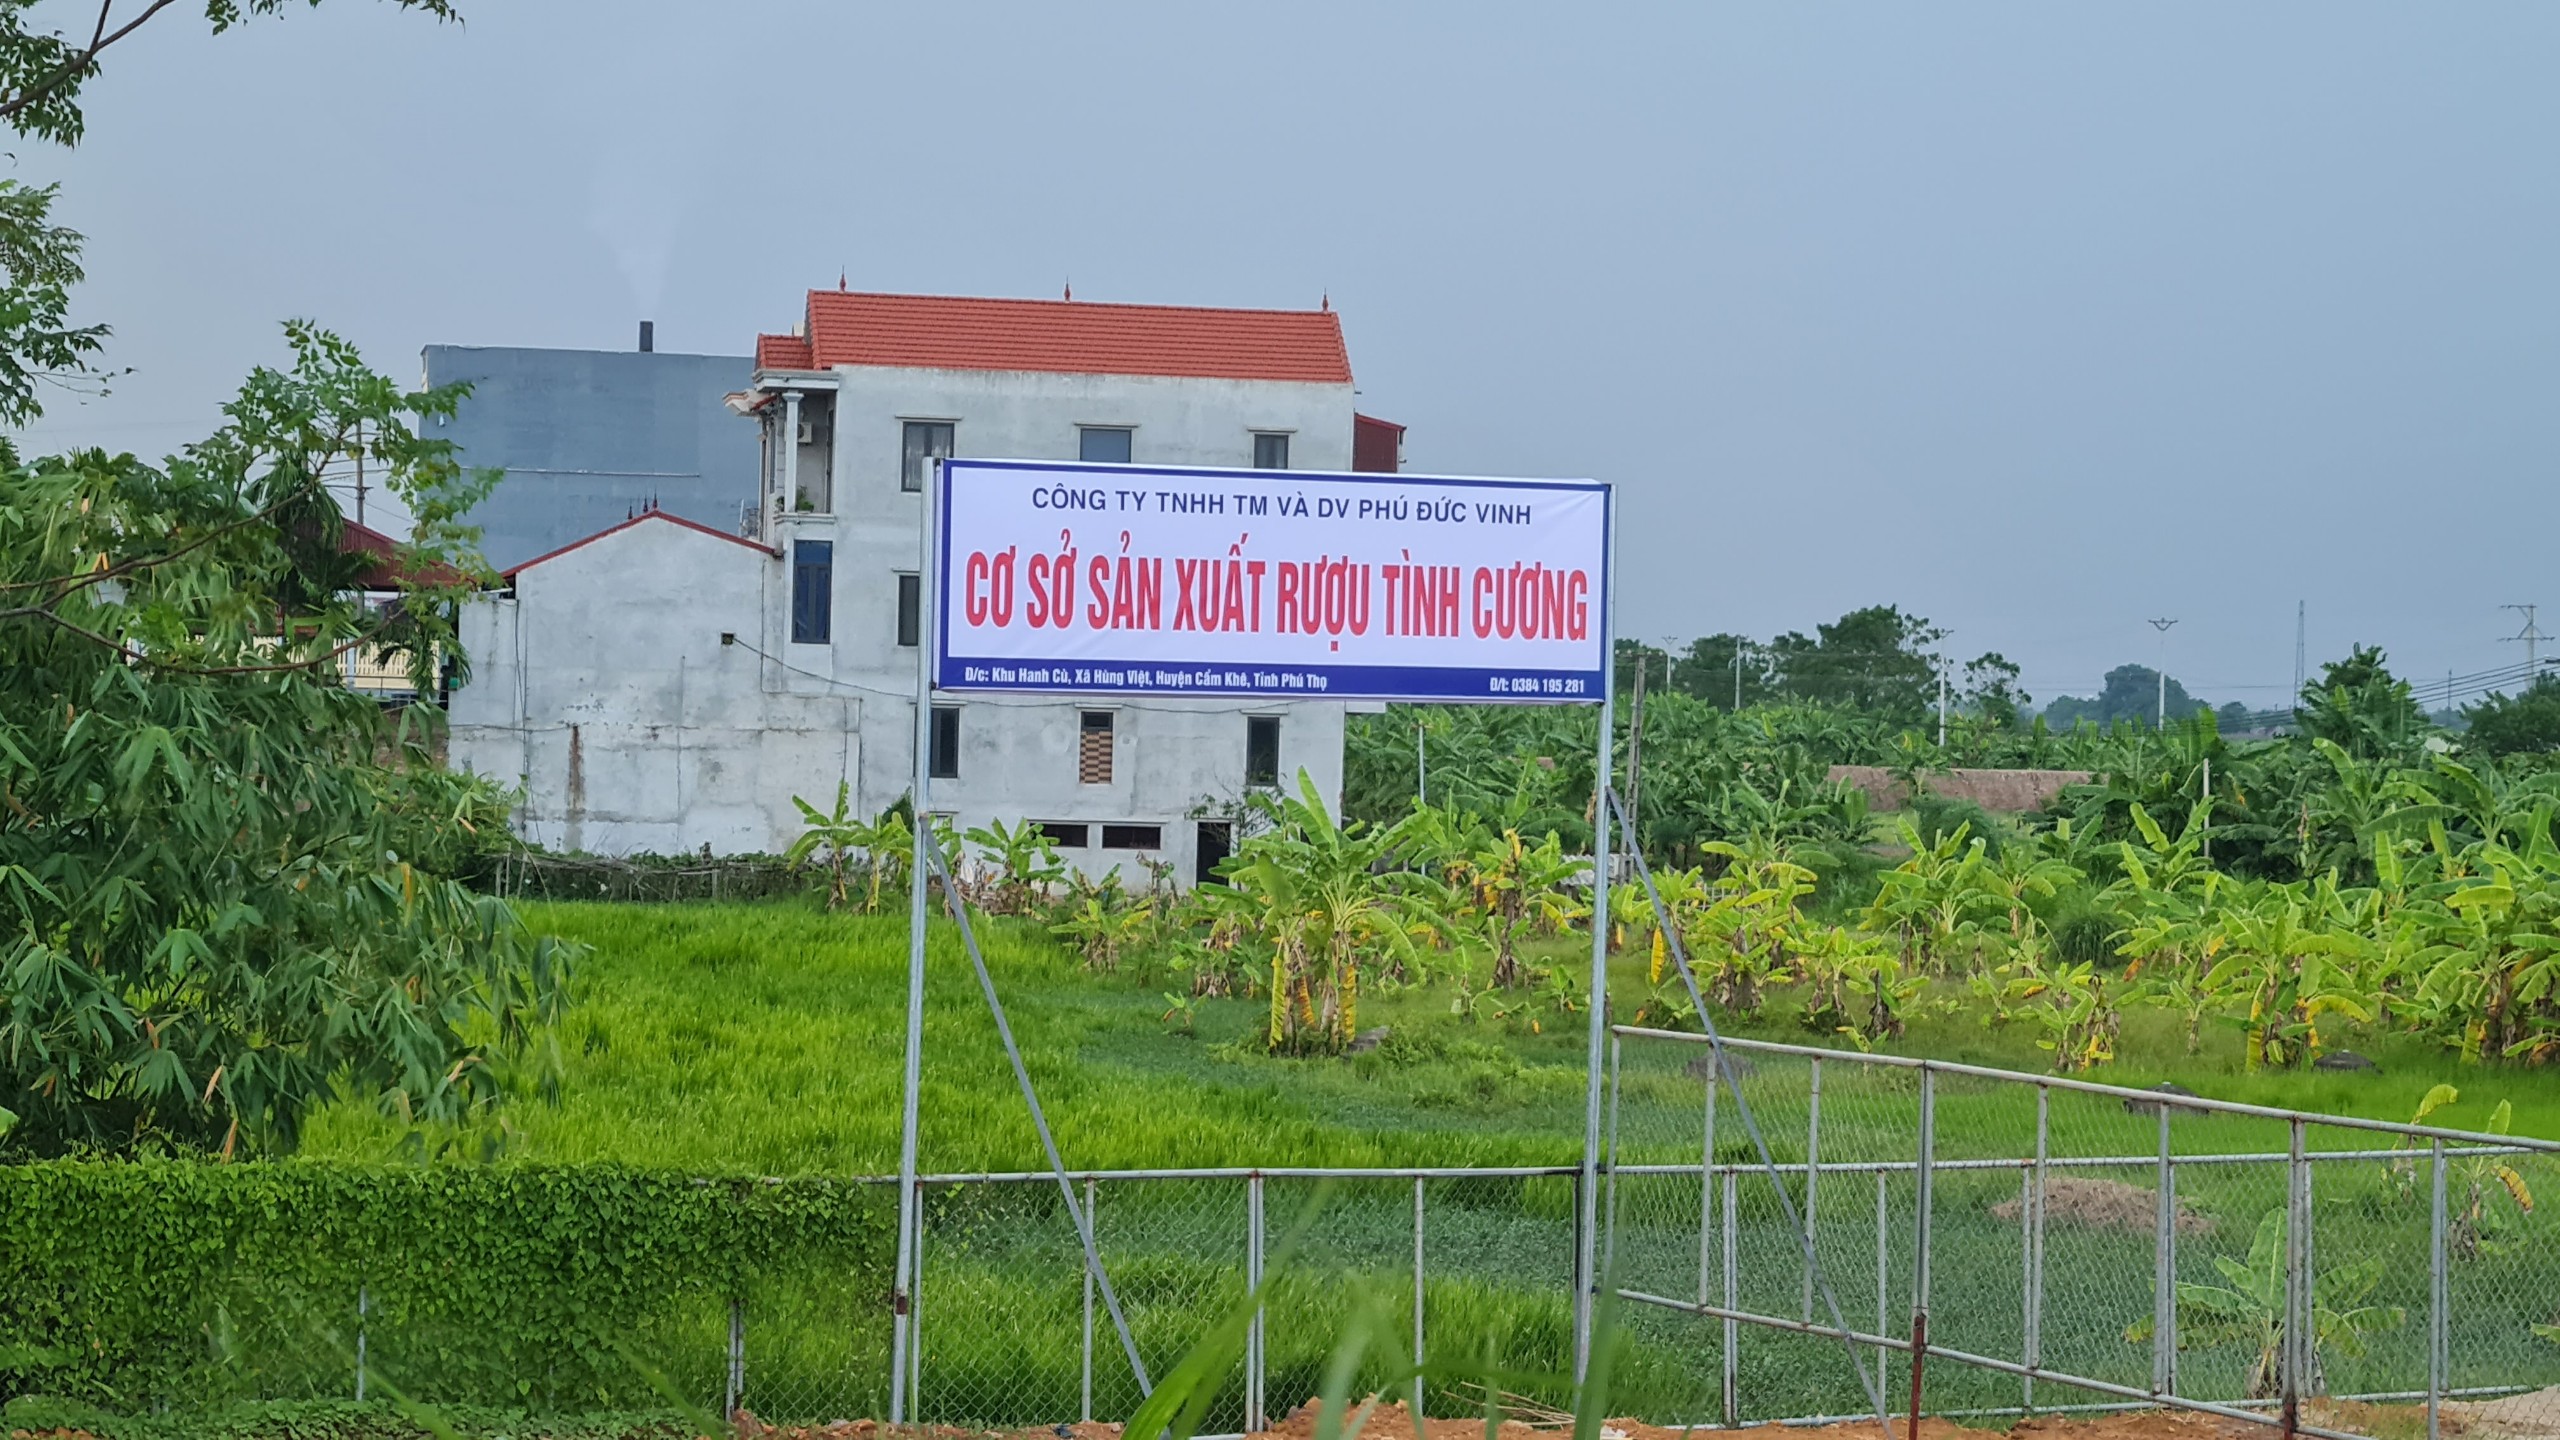 CÔNG TY TNHH TM VÀ DV PHÚ ĐỨC VINH
CƠ SỞ SẢN XUẤT RƯỢU TÌNH CƯƠNG
Đ/c: Khu Hanh Cù, Xã Hùng Việt, Huyện Cẩm Khê, Tỉnh Phú Thọ
Đ/t: 0384 195 281